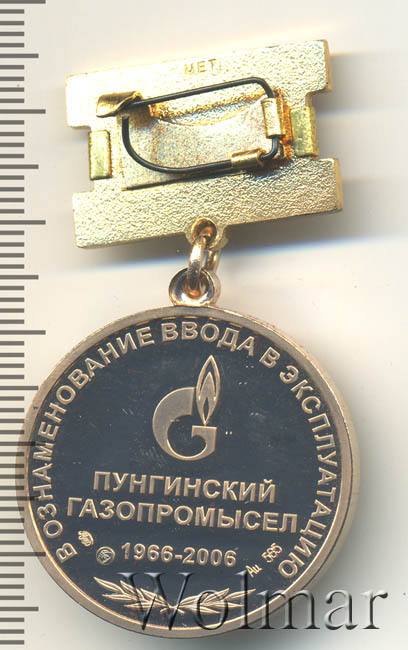 МЕТ
В ОЗНАМЕНОВАНИЕ ВВОДА В ЭКСПЛУАТАЦИЮ
ПУНГИНСКИЙ
ГАЗОПРОМЫСЕЛ
1966-2006
Au 585
Wolmar